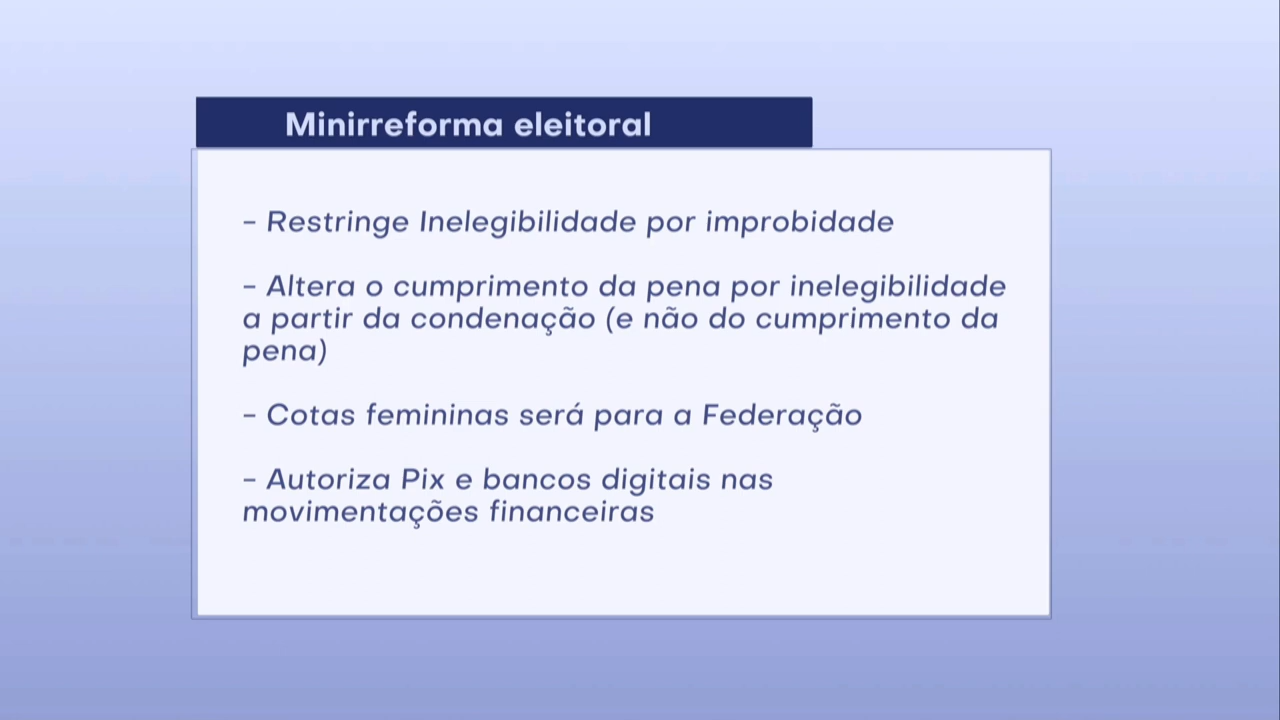 Minirreforma eleitoral
- Restringe Inelegibilidade por improbidade
- Altera o cumprimento da pena por inelegibilidade
a partir da condenação (e não do cumprimento da
pena)
- Cotas femininas será para a Federação
- Autoriza Pix e bancos digitais nas
movimentações financeiras